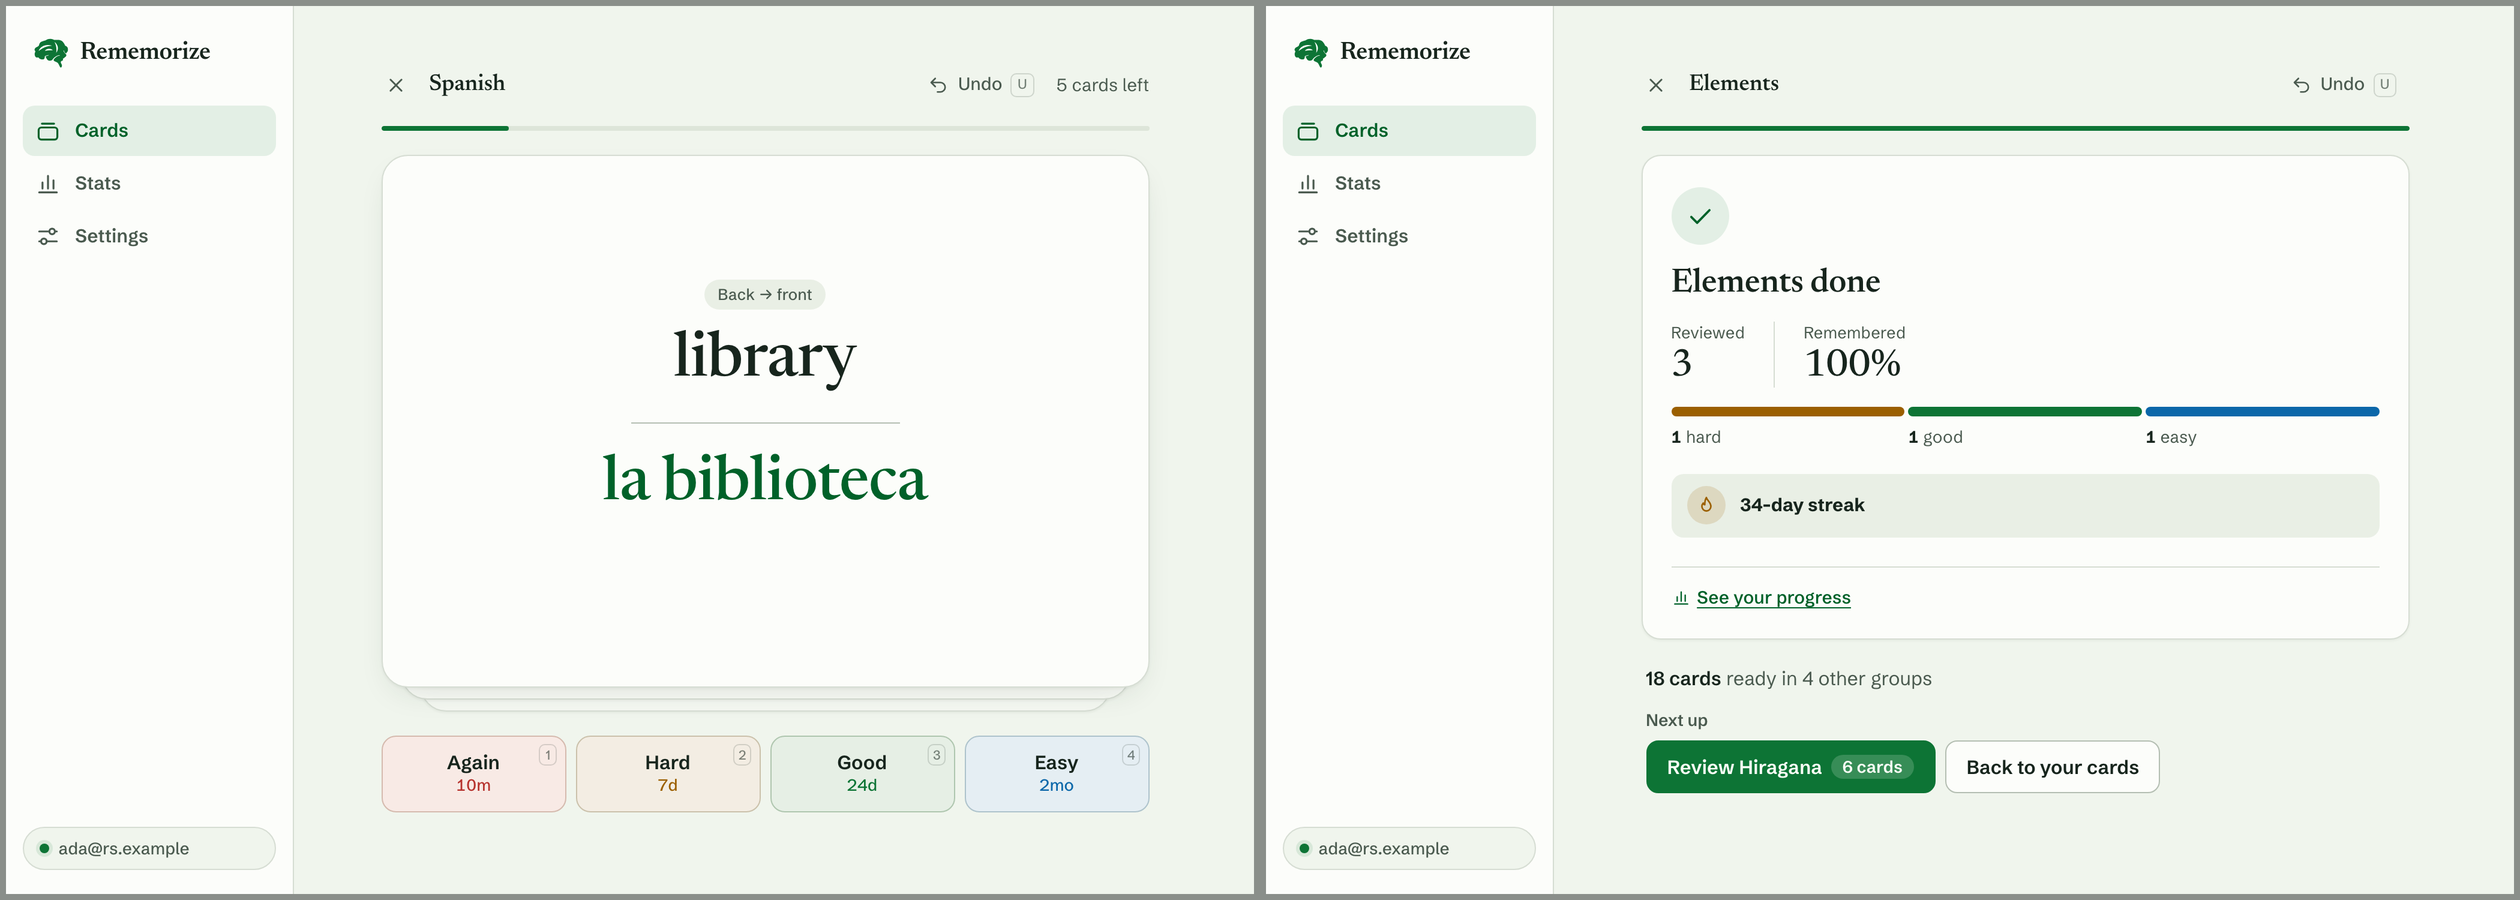 Rememorize
Cards
Stats
Settings
ada@rs.example
Spanish
Undo U
5 cards left
Back → front
library
la biblioteca
Again 1
10m
Hard 2
7d
Good 3
24d
Easy 4
2mo
Rememorize
Cards
Stats
Settings
ada@rs.example
Elements
Undo U
Elements done
Reviewed
3
Remembered
100%
1 hard
1 good
1 easy
34-day streak
See your progress
18 cards ready in 4 other groups
Next up
Review Hiragana 6 cards
Back to your cards